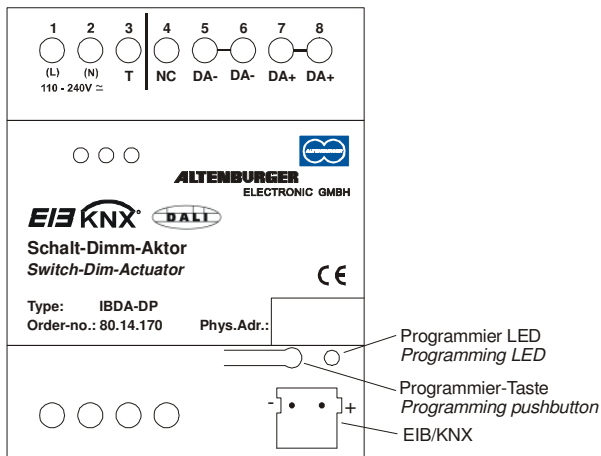 1 2 3 4 5 6 7 8
(L) (N) T NC DA- DA- DA+ DA+
110 - 240V ≃
ALTENBURGER
ALTENBURGER
ELECTRONIC GMBH
EIB KNX® DALI
Schalt-Dimm-Aktor
Switch-Dim-Actuator
CE
Type: IBDA-DP
Order-no.: 80.14.170 Phys.Adr.:
Programmier LED
Programming LED
Programmier-Taste
Programming pushbutton
- +
EIB/KNX